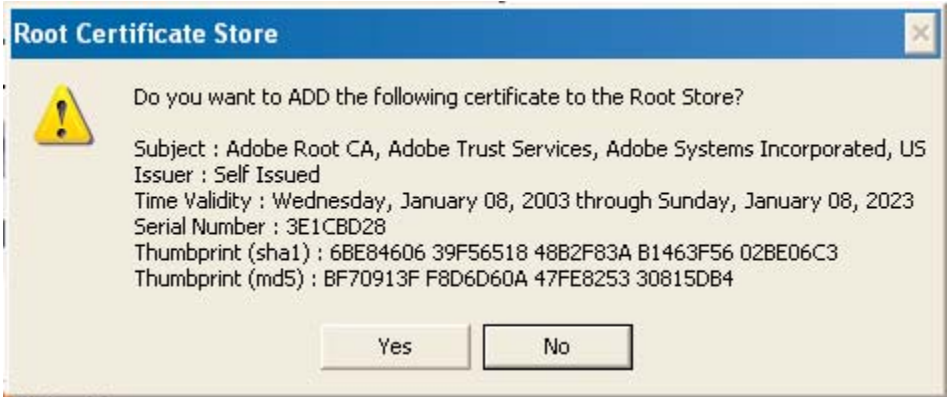 Root Certificate Store
Do you want to ADD the following certificate to the Root Store?
Subject : Adobe Root CA, Adobe Trust Services, Adobe Systems Incorporated, US
Issuer : Self Issued
Time Validity : Wednesday, January 08, 2003 through Sunday, January 08, 2023
Serial Number : 3E1CBD28
Thumbprint (sha1) : 6BE84606 39F56518 48B2F83A B1463F56 02BE06C3
Thumbprint (md5) : BF70913F F8D6D60A 47FE8253 30815DB4
Yes No